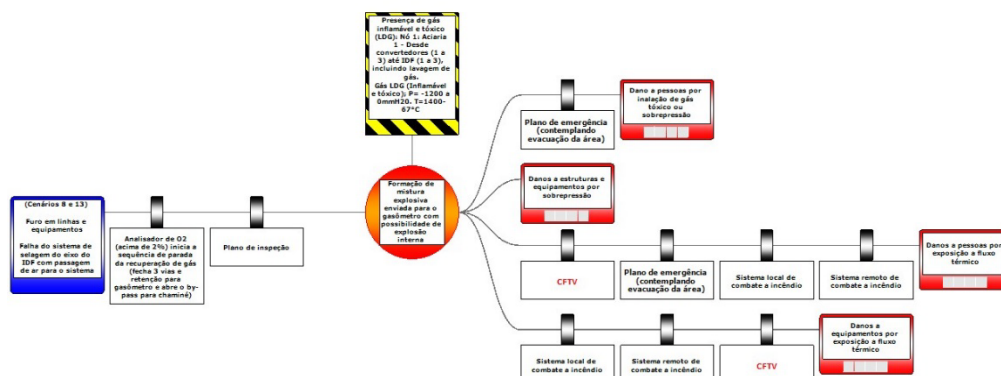 Presença de gás
inflamável e tóxico
(LDG): Nó 1: Aciaria
1 - Desde
convertedores (1 a
3) até IDF (1 a 3),
incluindo lavagem de
gás.
Gás LDG (Inflamável
e tóxico); P= -1200 a
0mmH20. T=1400-
67°C
Plano de emergência
(contemplando
evacuação da área)
Dano a pessoas por
inalação de gás
tóxico ou
sobrepressão
(Cenários 8 e 13)
Furo em linhas e
equipamentos
Falha do sistema de
selagem do eixo do
IDF com passagem
de ar para o sistema
Analisador de O2
(acima de 2%) inicia a
sequência de parada
da recuperação de gás
(fecha 3 vias e
retenção para
gasômetro e abre o by-
pass para chaminé)
Plano de inspeção
Formação de
mistura
explosiva
enviada para o
gasômetro com
possibilidade de
explosão
interna
Danos a estruturas e
equipamentos por
sobrepressão
CFTV
Plano de emergência
(contemplando
evacuação da área)
Sistema local de
combate a incêndio
Sistema remoto de
combate a incêndio
Danos a pessoas por
exposição a fluxo
térmico
Sistema local de
combate a incêndio
Sistema remoto de
combate a incêndio
CFTV
Danos a
equipamentos por
exposição a fluxo
térmico